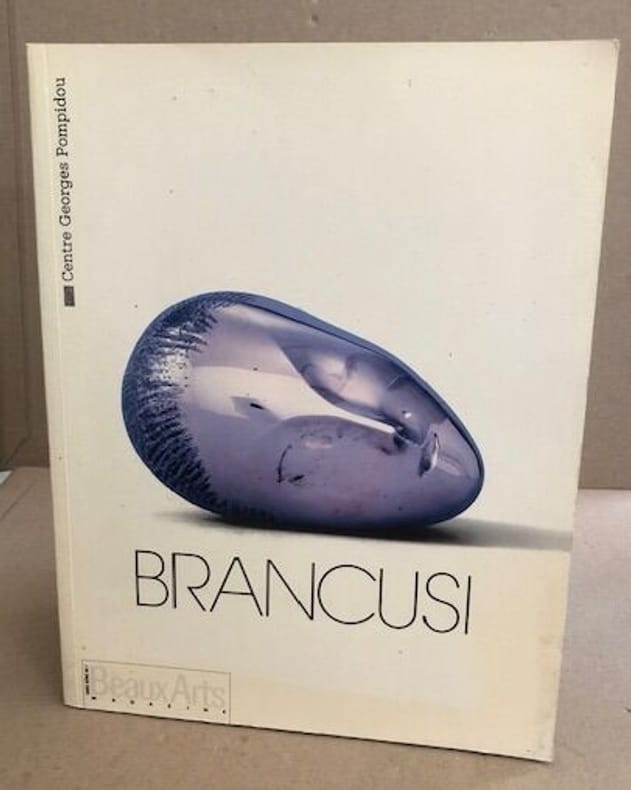 Centre Georges Pompidou
BRANCUSI
BeauxArts
MAGAZINE